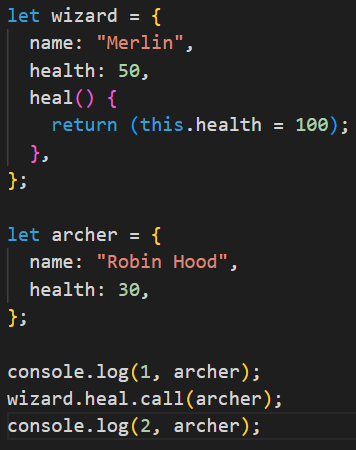 let wizard = {
  name: "Merlin",
  health: 50,
  heal() {
    return (this.health = 100);
  },
};

let archer = {
  name: "Robin Hood",
  health: 30,
};

console.log(1, archer);
wizard.heal.call(archer);
console.log(2, archer);